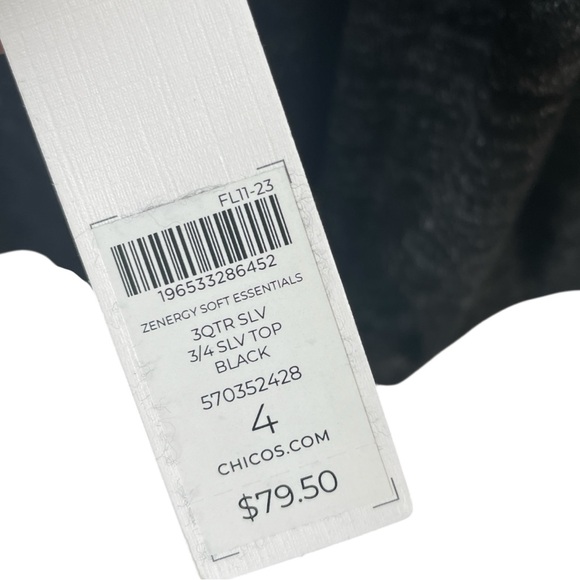 FL11-23
196533286452
ZENERGY SOFT ESSENTIALS
3QTR SLV
3/4 SLV TOP
BLACK
570352428
4
CHICOS.COM
$79.50